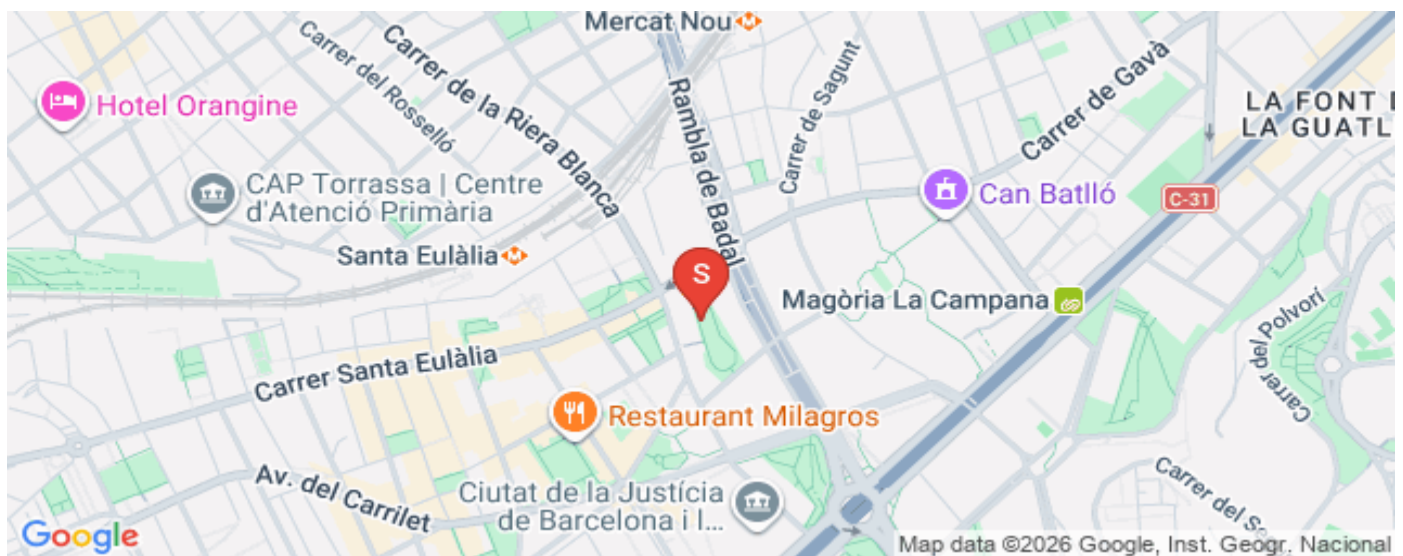 Mercat Nou
Carrer de la Riera Blanca
Carrer del Rosselló
Rambla de Badal
Carrer de Sagunt
Carrer de Gavà
Hotel Orangine
LA FONT
LA GUATL
CAP Torrassa | Centre
d'Atenció Primària
Can Batlló
C-31
Santa Eulàlia
S
Magòria La Campana
Carrer del Polvorí
Carrer Santa Eulàlia
Restaurant Milagros
Av. del Carrilet
Ciutat de la Justícia
de Barcelona i l...
Carrer del S
Google
Map data ©2026 Google, Inst. Geogr. Nacional